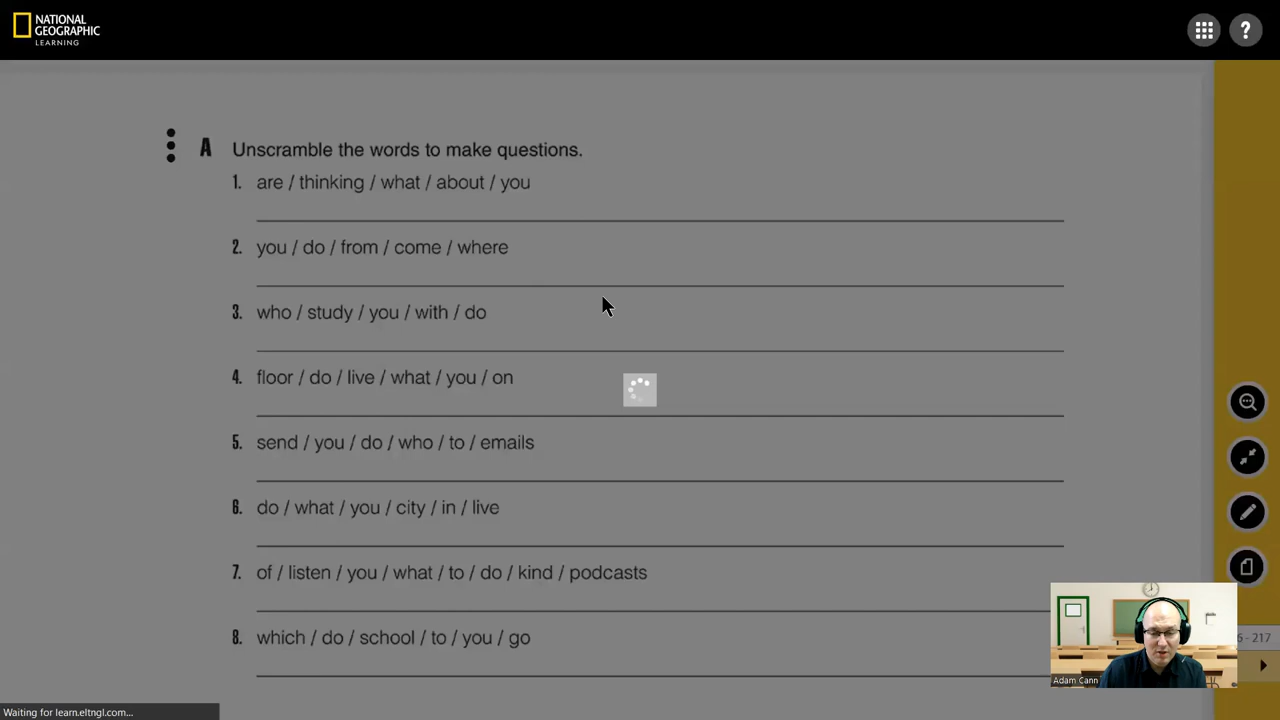 NATIONAL
GEOGRAPHIC
LEARNING
?
A Unscramble the words to make questions.
1. are / thinking / what / about / you
2. you / do / from / come / where
3. who / study / you / with / do
4. floor / do / live / what / you / on
5. send / you / do / who / to / emails
6. do / what / you / city / in / live
7. of / listen / you / what / to / do / kind / podcasts
8. which / do / school / to / you / go
6 - 217
Adam Cann
Waiting for learn.eltngl.com...